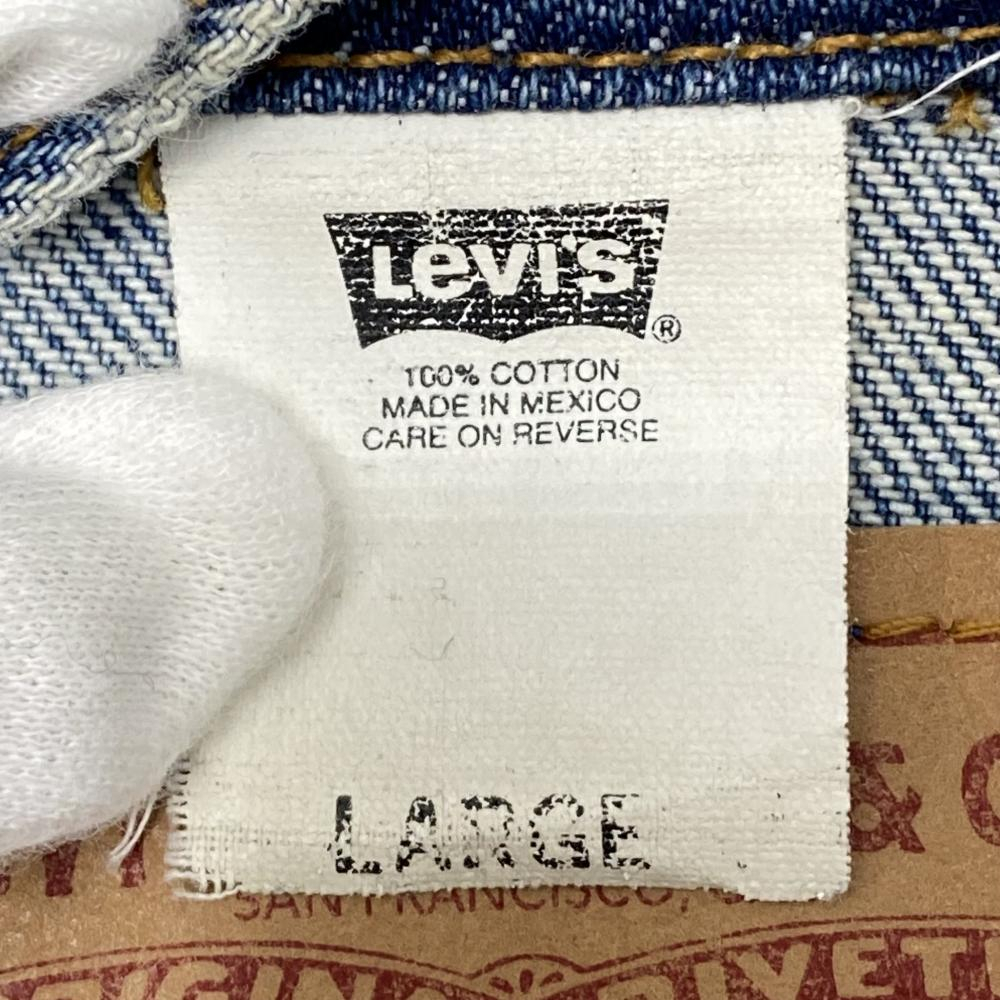 Levi's ®
100% COTTON
MADE IN MEXICO
CARE ON REVERSE
LARGE
& C
SAN FRANCISCO,